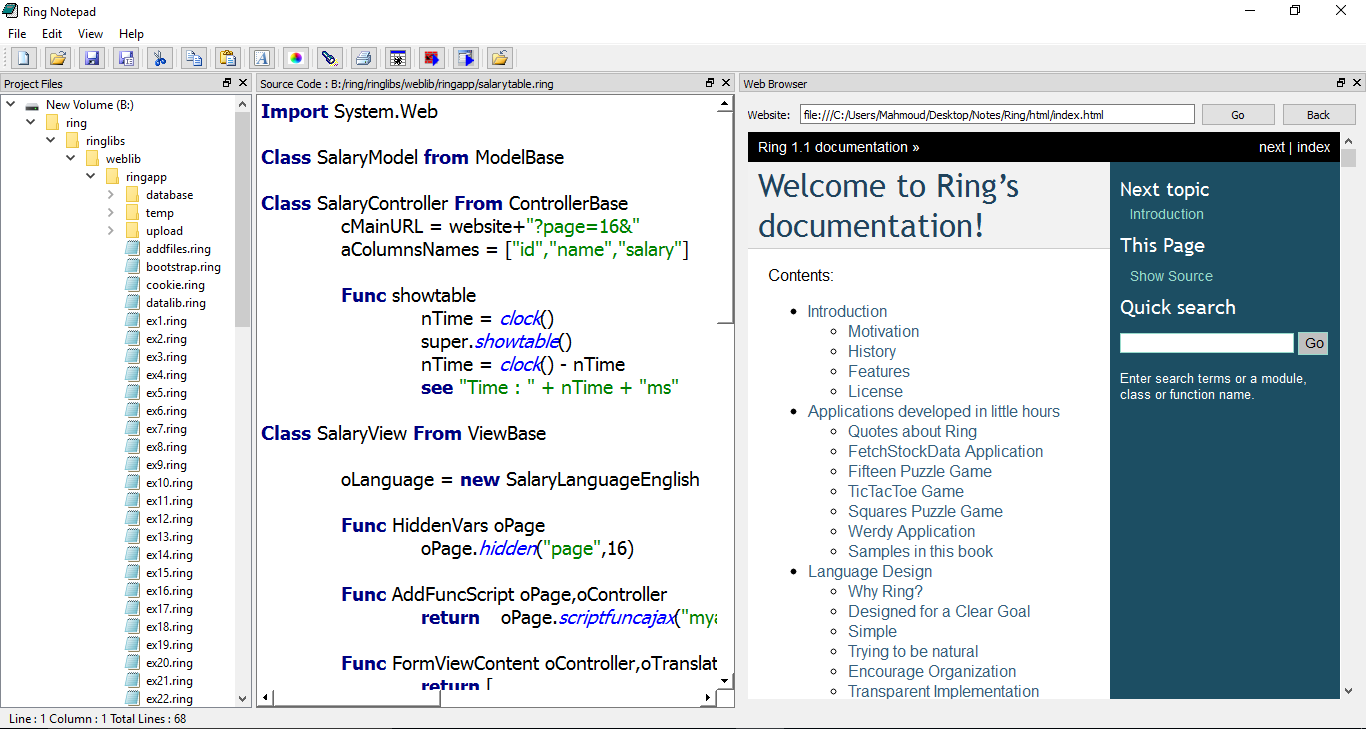 Ring Notepad
File Edit View Help
Project Files
New Volume (B:)
ring
ringlibs
weblib
ringapp
database
temp
upload
addfiles.ring
bootstrap.ring
cookie.ring
datalib.ring
ex1.ring
ex2.ring
ex3.ring
ex4.ring
ex5.ring
ex6.ring
ex7.ring
ex8.ring
ex9.ring
ex10.ring
ex11.ring
ex12.ring
ex13.ring
ex14.ring
ex15.ring
ex16.ring
ex17.ring
ex18.ring
ex19.ring
ex20.ring
ex21.ring
ex22.ring
Source Code : B:/ring/ringlibs/weblib/ringapp/salarytable.ring
Import System.Web
Class SalaryModel from ModelBase
Class SalaryController From ControllerBase
cMainURL = website+"?page=16&"
aColumnsNames = ["id","name","salary"]
Func showtable
nTime = clock()
super.showtable()
nTime = clock() - nTime
see "Time : " + nTime + "ms"
Class SalaryView From ViewBase
oLanguage = new SalaryLanguageEnglish
Func HiddenVars oPage
oPage.hidden("page",16)
Func AddFuncScript oPage,oController
return oPage.scriptfuncajax("mya
Func FormViewContent oController,oTranslat
return [
Web Browser
Website: file:///C:/Users/Mahmoud/Desktop/Notes/Ring/html/index.html Go Back
Ring 1.1 documentation » next | index
Welcome to Ring’s
documentation!
Contents:
Introduction
Motivation
History
Features
License
Applications developed in little hours
Quotes about Ring
FetchStockData Application
Fifteen Puzzle Game
TicTacToe Game
Squares Puzzle Game
Werdy Application
Samples in this book
Language Design
Why Ring?
Designed for a Clear Goal
Simple
Trying to be natural
Encourage Organization
Transparent Implementation
Next topic
Introduction
This Page
Show Source
Quick search
Go
Enter search terms or a module,
class or function name.
Line : 1 Column : 1 Total Lines : 68